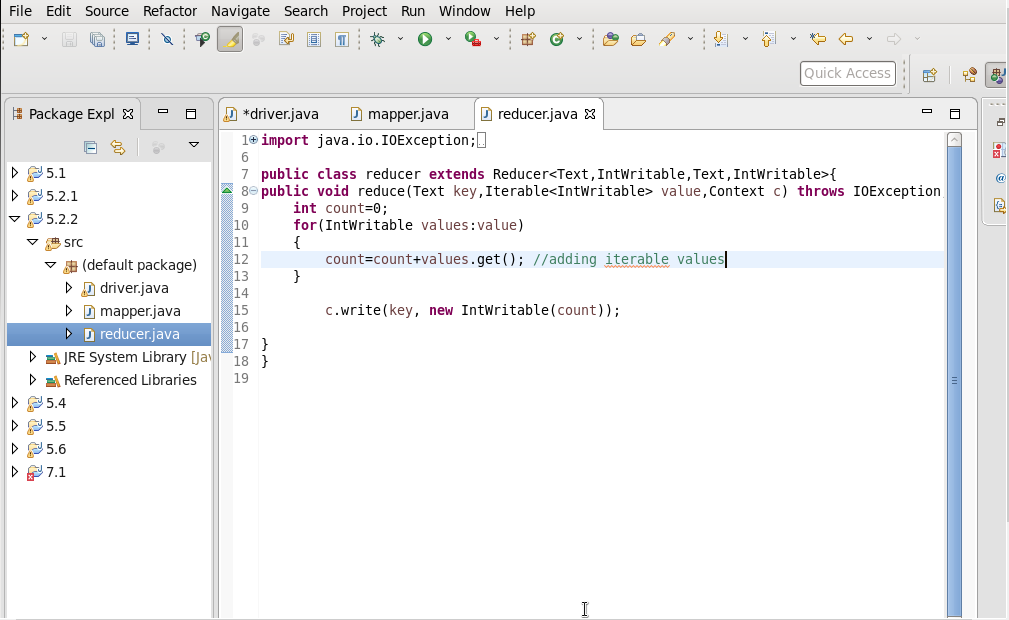 File Edit Source Refactor Navigate Search Project Run Window Help
Quick Access
Package Expl
*driver.java mapper.java reducer.java
5.1
5.2.1
5.2.2
src
(default package)
driver.java
mapper.java
reducer.java
JRE System Library [Jav
Referenced Libraries
5.4
5.5
5.6
7.1
1 import java.io.IOException;
6
7 public class reducer extends Reducer<Text,IntWritable,Text,IntWritable>{
8 public void reduce(Text key,Iterable<IntWritable> value,Context c) throws IOException
9 int count=0;
10 for(IntWritable values:value)
11 {
12 count=count+values.get(); //adding iterable values
13 }
14
15 c.write(key, new IntWritable(count));
16
17 }
18 }
19